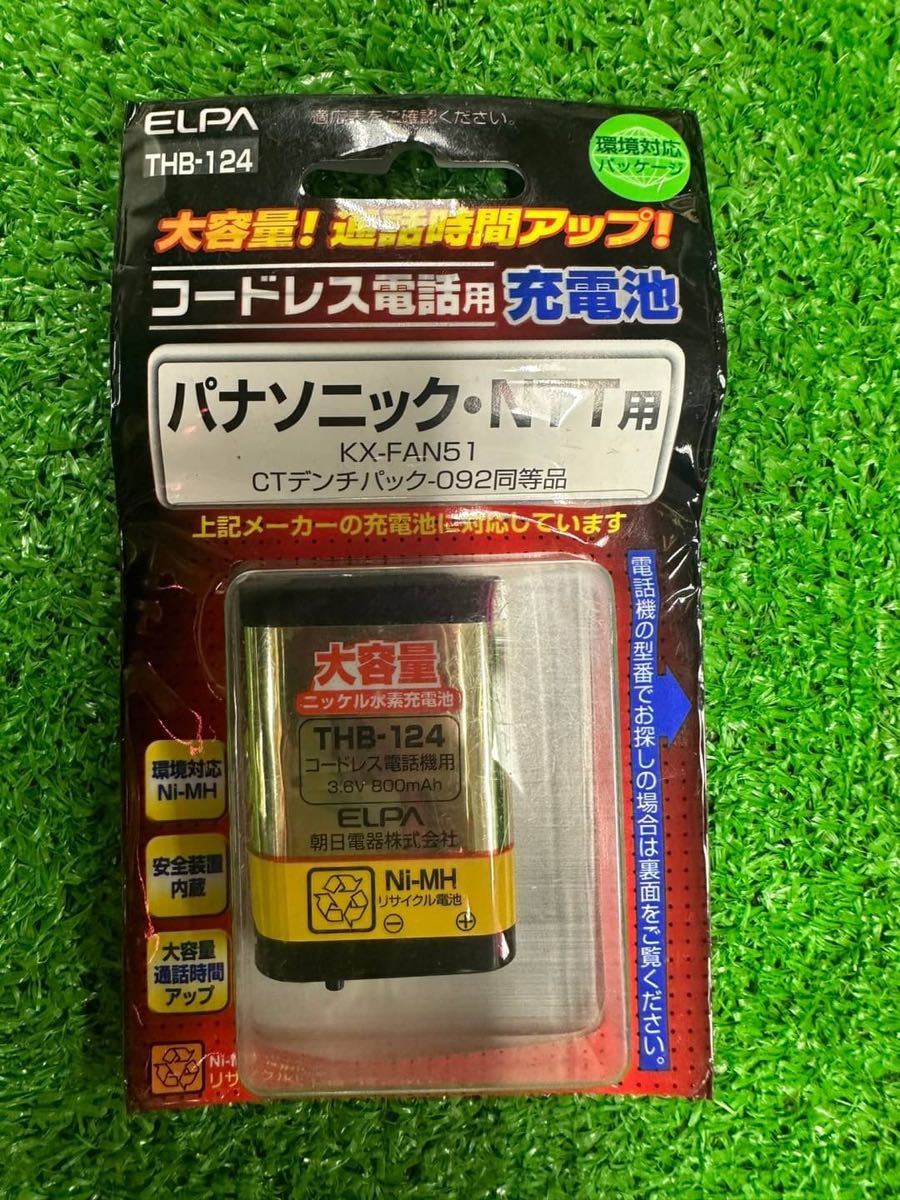 ELPA
適応表をご確認ください。
THB-124
環境対応
パッケージ
大容量!通話時間アップ!
コードレス電話用 充電池
パナソニック・NTT用
KX-FAN51
CTデンチパック-092同等品
上記メーカーの充電池に対応しています
電話機の型番でお探しの場合は裏面をご覧ください。
大容量
ニッケル水素充電池
THB-124
コードレス電話機用
3.6V 800mAh
ELPA
朝日電器株式会社
Ni-MH
リサイクル電池
⊖ ⊕
環境対応
Ni-MH
安全装置
内蔵
大容量
通話時間
アップ